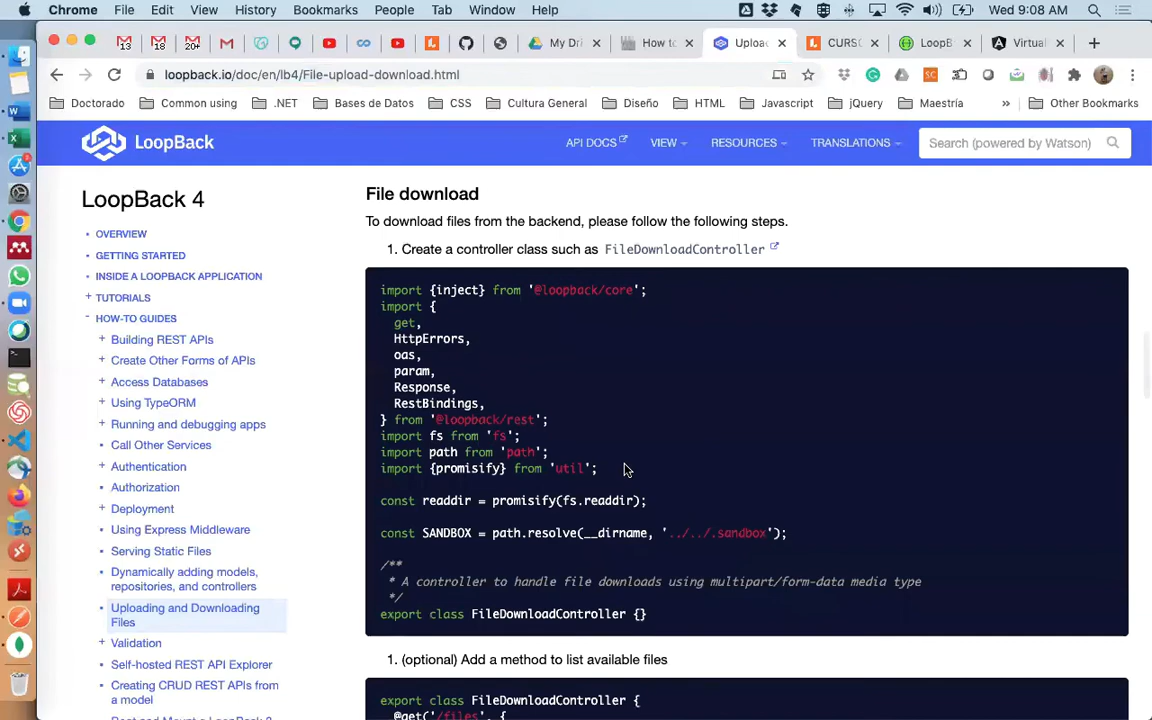 Chrome File Edit View History Bookmarks People Tab Window Help Wed 9:08 AM
13 18 20+ My Dri How to Uploa CURSO LoopB Virtual
loopback.io/doc/en/lb4/File-upload-download.html
Doctorado Common using .NET Bases de Datos CSS Cultura General Diseño HTML Javascript jQuery Maestría » Other Bookmarks
LoopBack API DOCS VIEW RESOURCES TRANSLATIONS Search (powered by Watson)
LoopBack 4
OVERVIEW
GETTING STARTED
INSIDE A LOOPBACK APPLICATION
+ TUTORIALS
- HOW-TO GUIDES
+ Building REST APIs
+ Create Other Forms of APIs
+ Access Databases
+ Using TypeORM
+ Running and debugging apps
Call Other Services
+ Authentication
Authorization
+ Deployment
Using Express Middleware
Serving Static Files
Dynamically adding models,
repositories, and controllers
Uploading and Downloading
Files
+ Validation
Self-hosted REST API Explorer
Creating CRUD REST APIs from
a model
File download
To download files from the backend, please follow the following steps.
1. Create a controller class such as FileDownloadController
import {inject} from '@loopback/core';
import {
get,
HttpErrors,
oas,
param,
Response,
RestBindings,
} from '@loopback/rest';
import fs from 'fs';
import path from 'path';
import {promisify} from 'util';
const readdir = promisify(fs.readdir);
const SANDBOX = path.resolve(__dirname, '../../.sandbox');
/**
* A controller to handle file downloads using multipart/form-data media type
*/
export class FileDownloadController {}
1. (optional) Add a method to list available files
export class FileDownloadController {
@get('/files', {